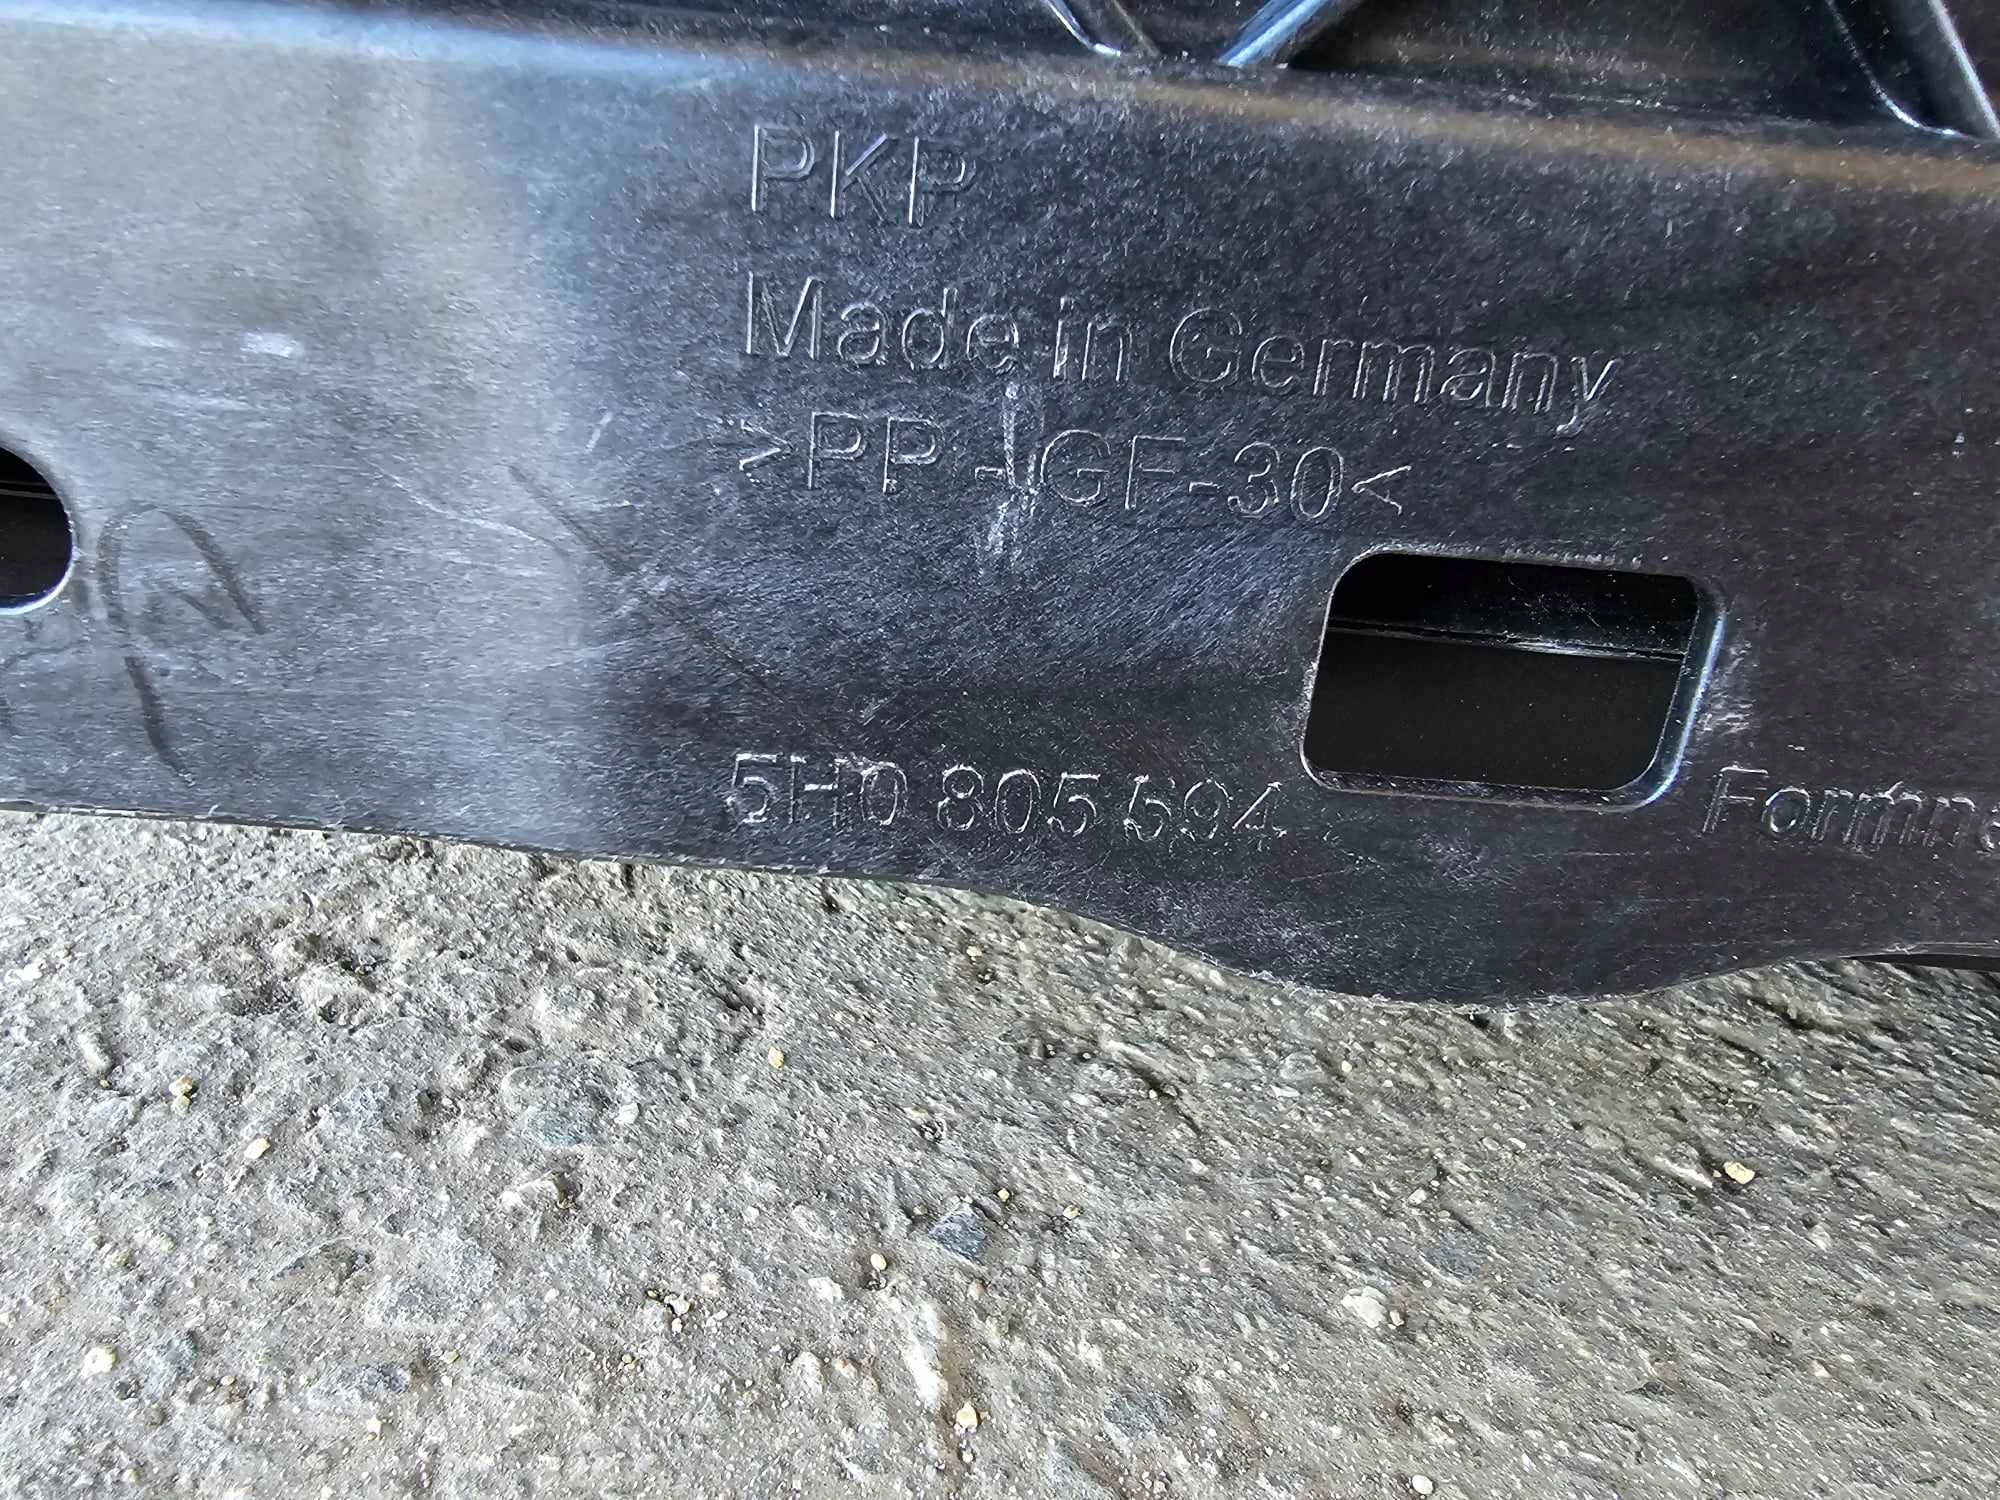 PKP
Made in Germany
>PP - GF-30<
5H0 805 594